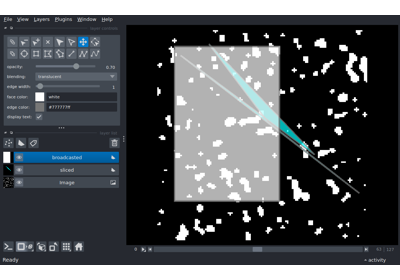 File View Layers Plugins Window Help
opacity: 0.70
blending: translucent
edge width: 1
face color: white
edge color: #777777ff
display text:
broadcasted
sliced
Image
Ready
activity